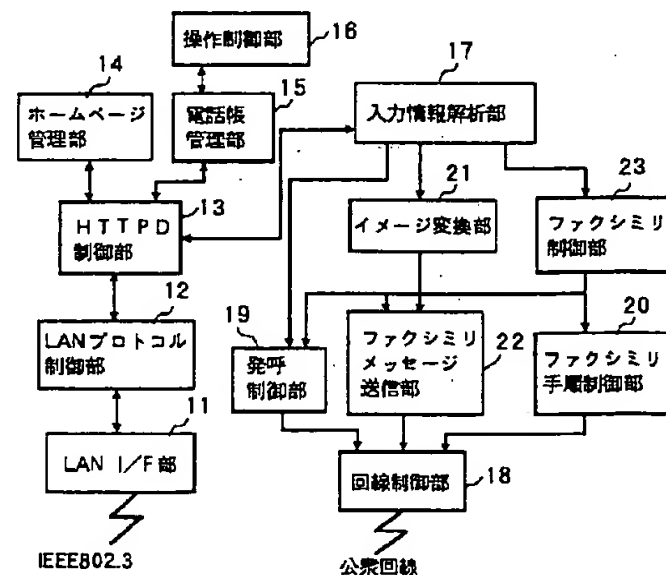 16
操作制御部
14
15
17
ホームページ
管理部
電話帳
管理部
入力情報解析部
21
23
13
HTTPD
制御部
イメージ変換部
ファクシミリ
制御部
12
19
20
LANプロトコル
制御部
発呼
制御部
ファクシミリ
メッセージ
送信部
22
ファクシミリ
手順制御部
11
LAN I/F部
回線制御部
18
IEEE802.3
公衆回線